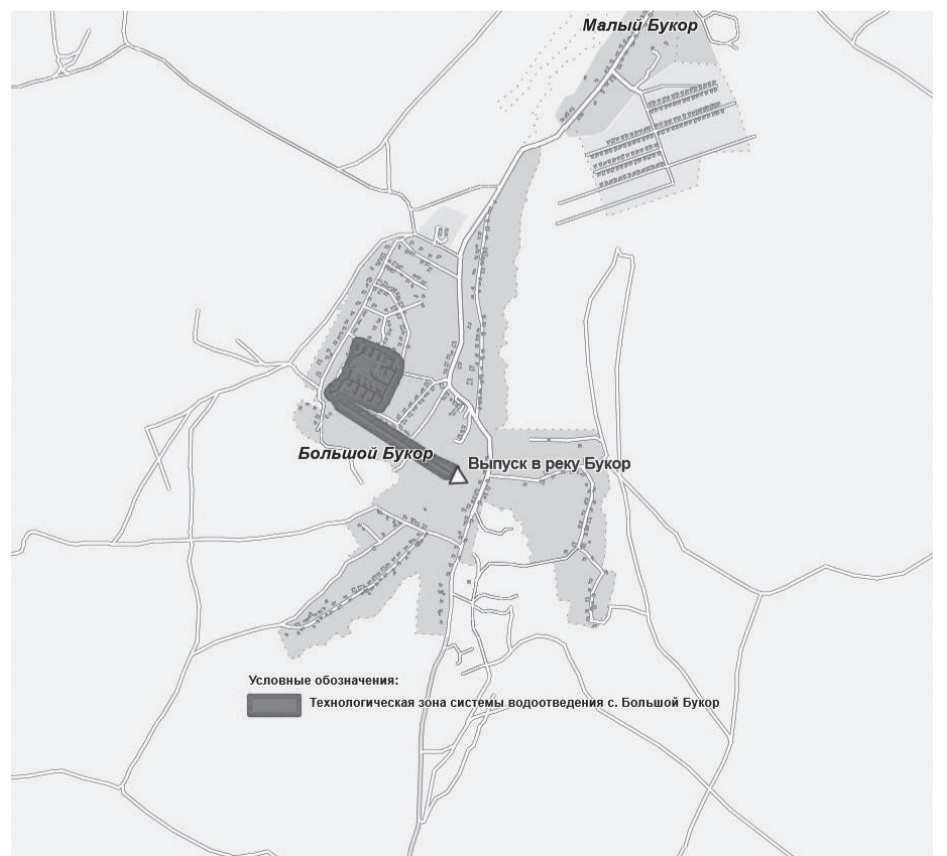 Малый Букор
Большой Букор
Выпуск в реку Букор
Условные обозначения:
Технологическая зона системы водоотведения с. Большой Букор